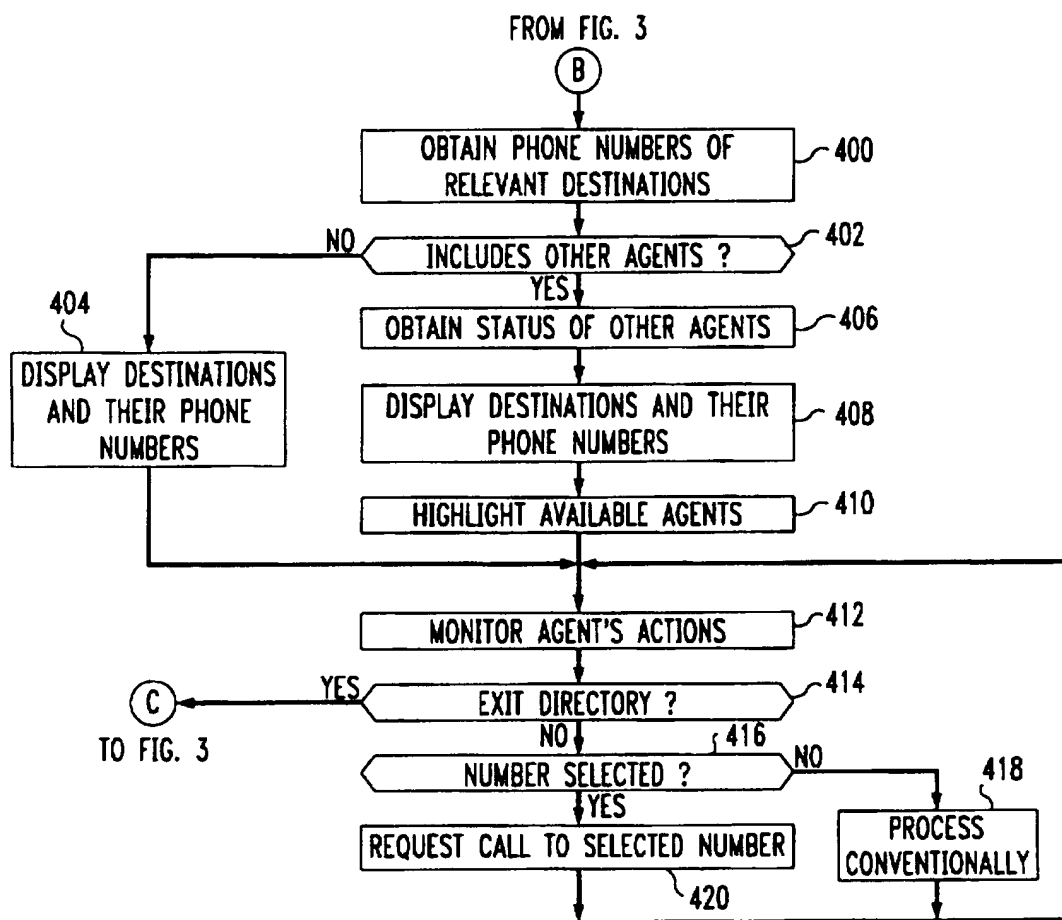 FROM FIG. 3
B
OBTAIN PHONE NUMBERS OF
RELEVANT DESTINATIONS
400
INCLUDES OTHER AGENTS ?
402
NO
YES
404
DISPLAY DESTINATIONS
AND THEIR PHONE
NUMBERS
OBTAIN STATUS OF OTHER AGENTS
406
DISPLAY DESTINATIONS AND THEIR
PHONE NUMBERS
408
HIGHLIGHT AVAILABLE AGENTS
410
MONITOR AGENT'S ACTIONS
412
EXIT DIRECTORY ?
414
YES
C
TO FIG. 3
NO
416
NUMBER SELECTED ?
NO
YES
418
PROCESS
CONVENTIONALLY
REQUEST CALL TO SELECTED NUMBER
420